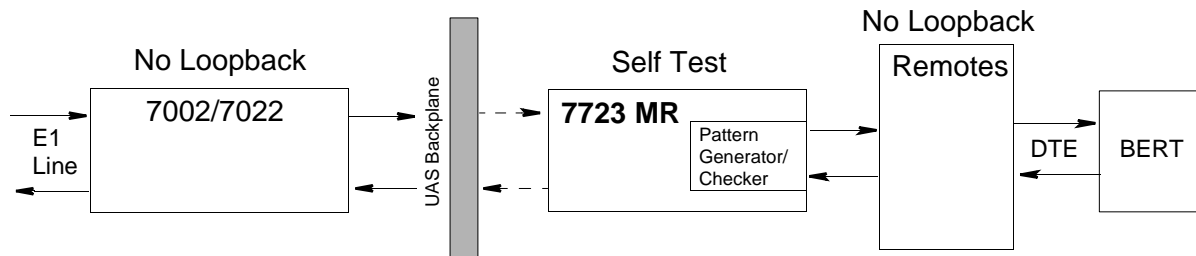 No Loopback
No Loopback
Self Test
Remotes
7002/7022
7723 MR
E1
Line
UAS Backplane
Pattern
Generator/
Checker
DTE
BERT